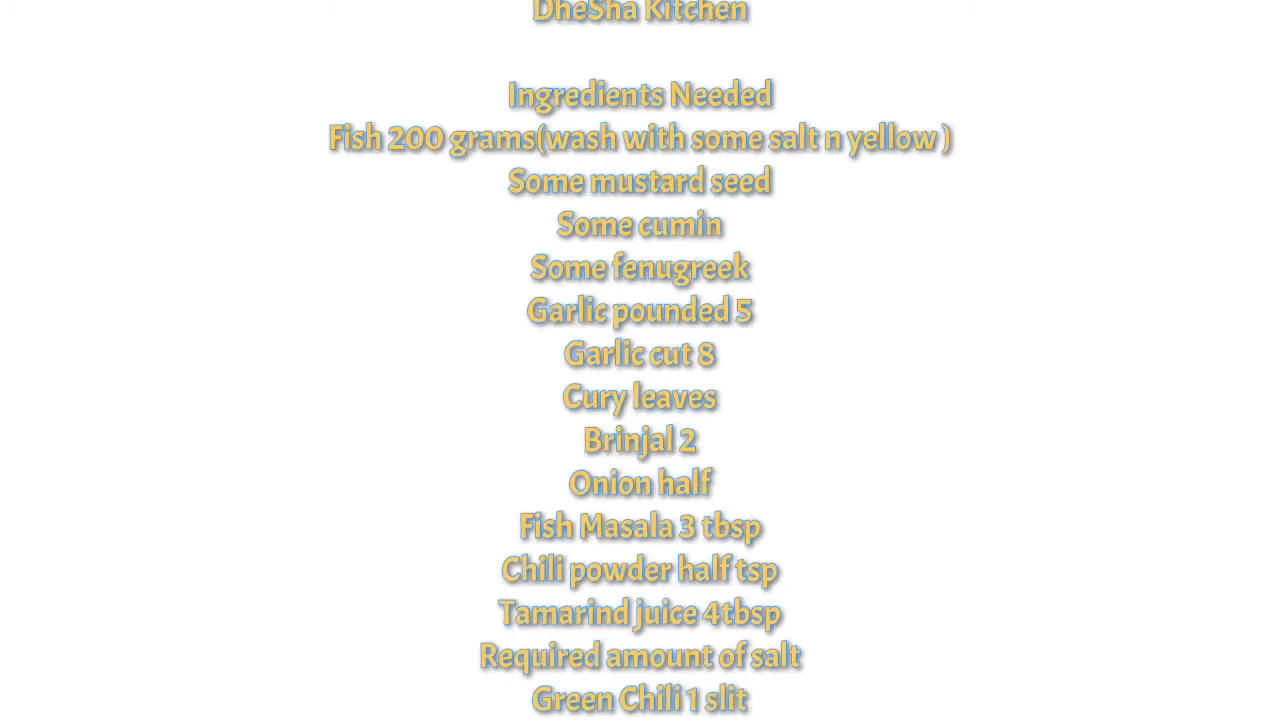 DheSha Kitchen
Ingredients Needed
Fish 200 grams(wash with some salt n yellow )
Some mustard seed
Some cumin
Some fenugreek
Garlic pounded 5
Garlic cut 8
Cury leaves
Brinjal 2
Onion half
Fish Masala 3 tbsp
Chili powder half tsp
Tamarind juice 4tbsp
Required amount of salt
Green Chili 1 slit